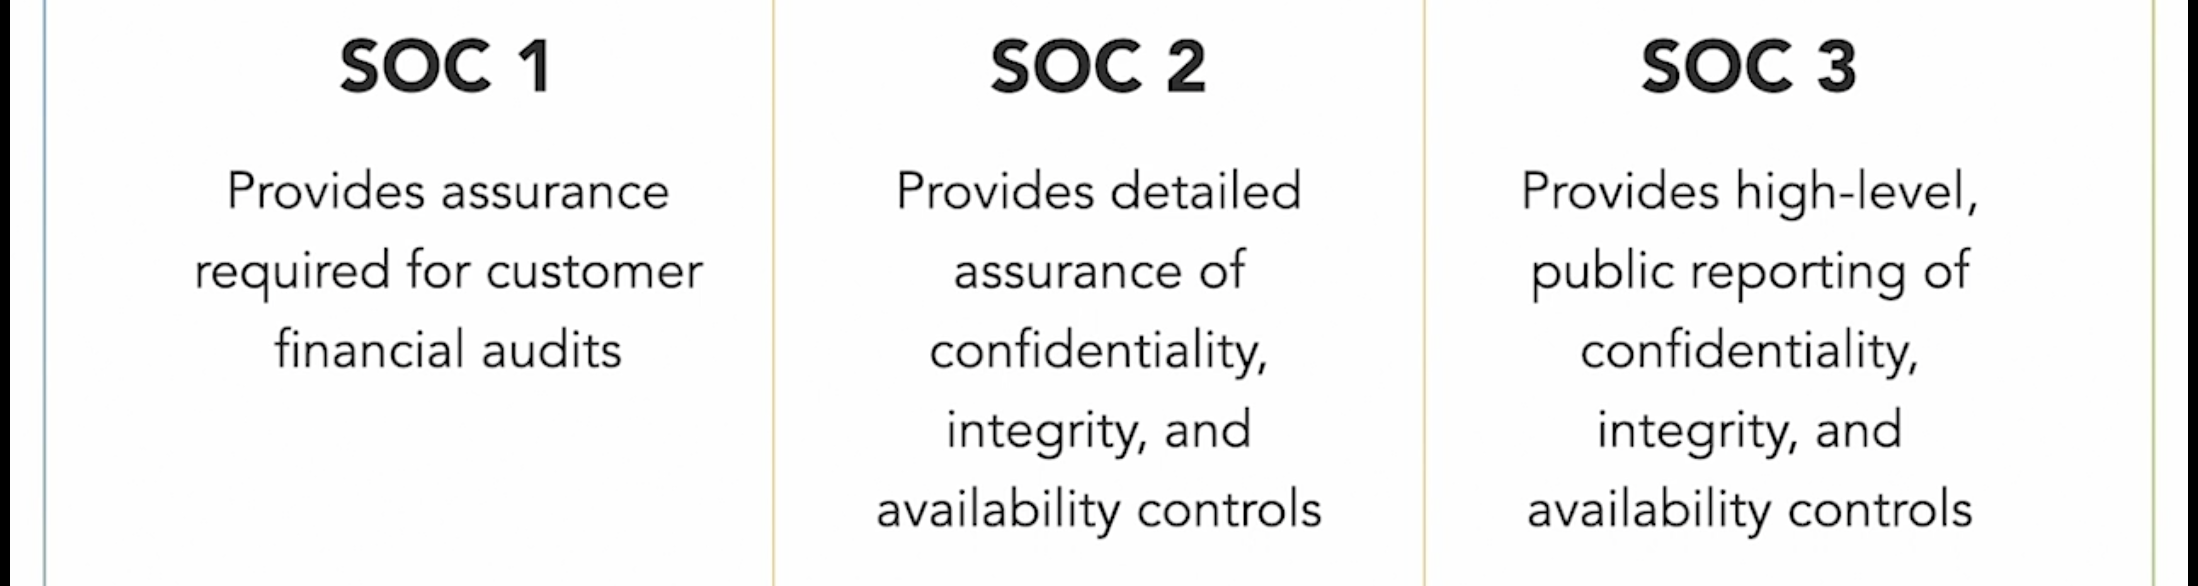 SOC 1
Provides assurance
required for customer
financial audits
SOC 2
Provides detailed
assurance of
confidentiality,
integrity, and
availability controls
SOC 3
Provides high-level,
public reporting of
confidentiality,
integrity, and
availability controls